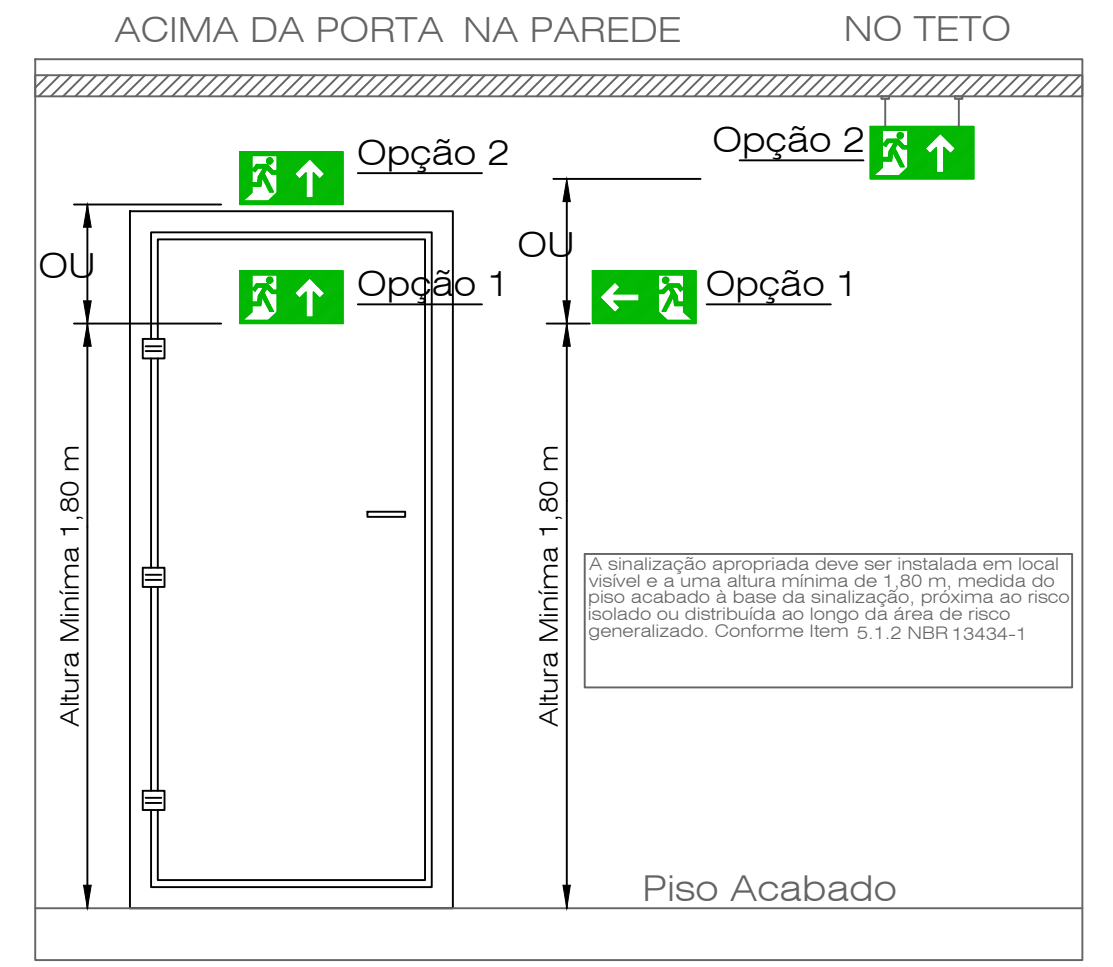 ACIMA DA PORTA NA PAREDE NO TETO
Opção 2
Opção 2
OU
OU
Opção 1
Opção 1
Altura Miníma 1,80 m
Altura Miníma 1,80 m
A sinalização apropriada deve ser instalada em local
visível e a uma altura mínima de 1,80 m, medida do
piso acabado à base da sinalização, próxima ao risco
isolado ou distribuída ao longo da área de risco
generalizado. Conforme Item 5.1.2 NBR 13434-1
Piso Acabado